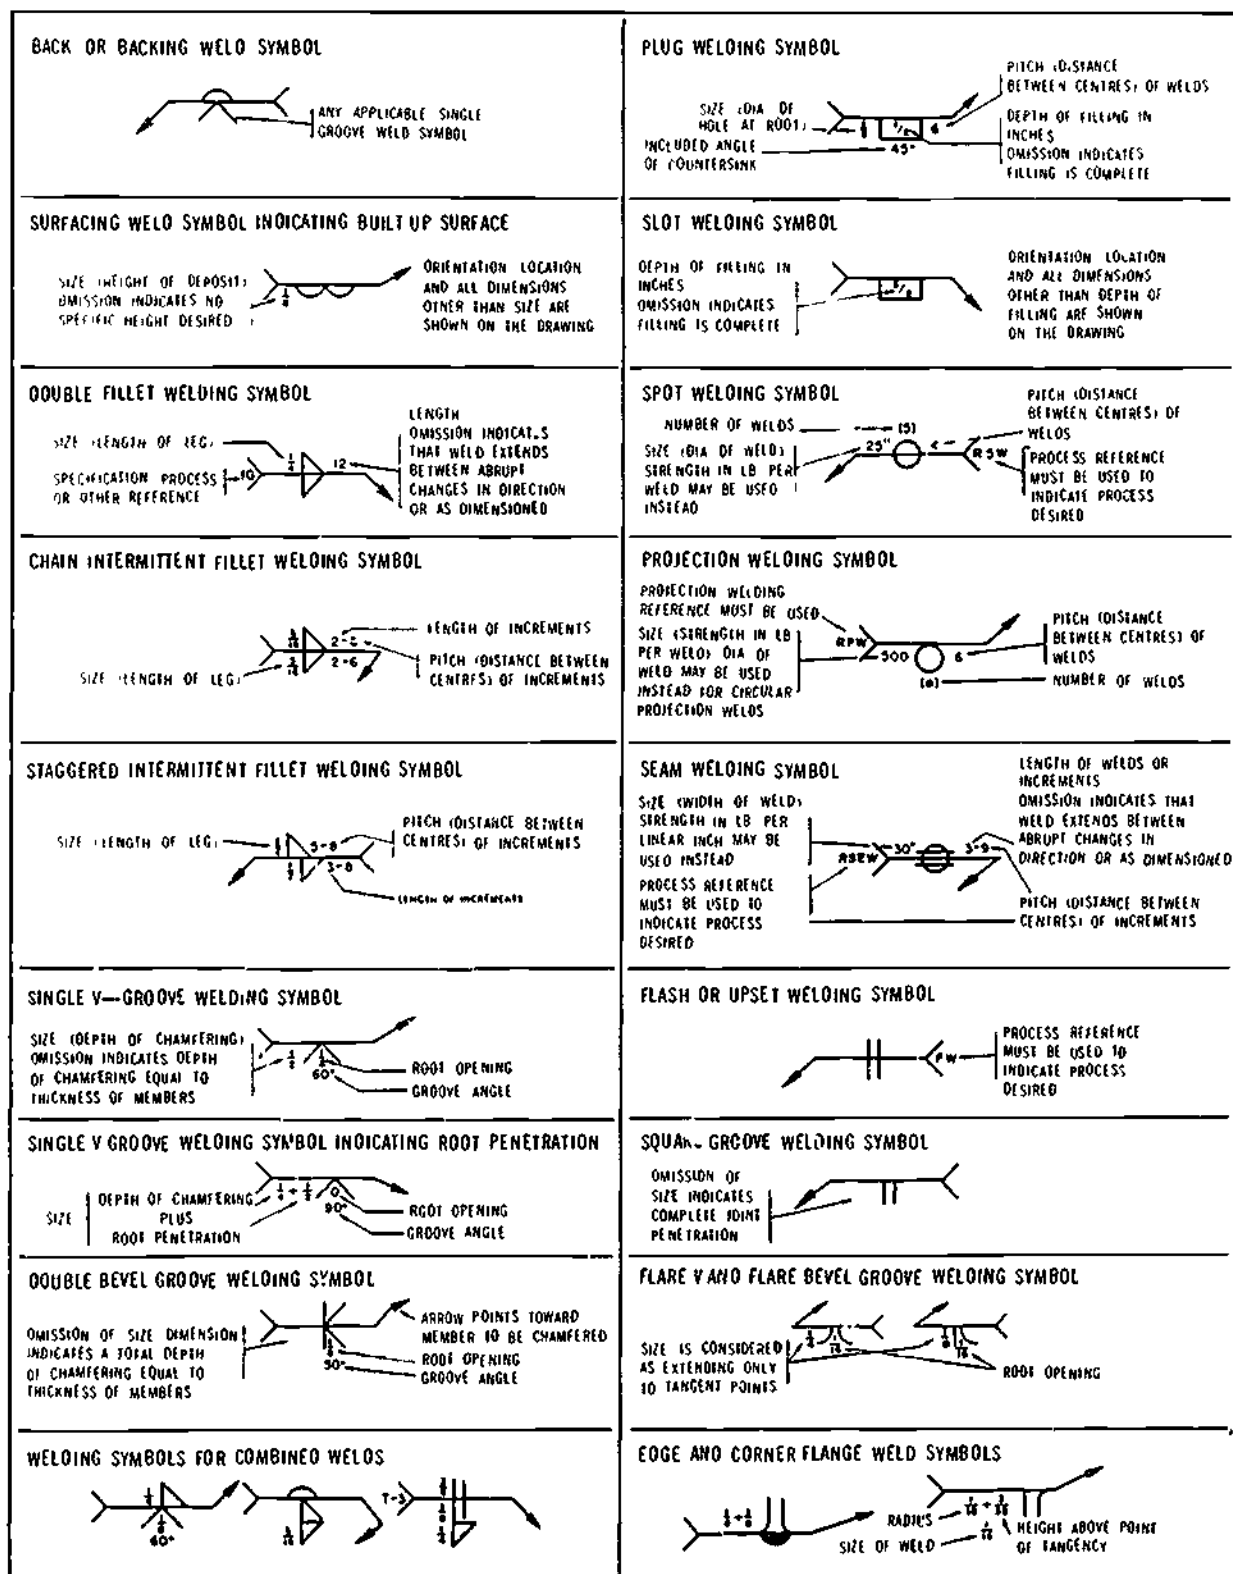 BACK OR BACKING WELD SYMBOL
ANY APPLICABLE SINGLE
GROOVE WELD SYMBOL
PLUG WELDING SYMBOL
PITCH (DISTANCE
BETWEEN CENTRES) OF WELDS
SIZE (DIA OF
HOLE AT ROOT)
INCLUDED ANGLE
OF COUNTERSINK
6
45°
DEPTH OF FILLING IN
INCHES
OMISSION INDICATES
FILLING IS COMPLETE
SURFACING WELD SYMBOL INDICATING BUILT UP SURFACE
SIZE (HEIGHT OF DEPOSIT)
OMISSION INDICATES NO
SPECIFIC HEIGHT DESIRED
ORIENTATION LOCATION
AND ALL DIMENSIONS
OTHER THAN SIZE ARE
SHOWN ON THE DRAWING
SLOT WELDING SYMBOL
DEPTH OF FILLING IN
INCHES
OMISSION INDICATES
FILLING IS COMPLETE
ORIENTATION LOCATION
AND ALL DIMENSIONS
OTHER THAN DEPTH OF
FILLING ARE SHOWN
ON THE DRAWING
DOUBLE FILLET WELDING SYMBOL
SIZE (LENGTH OF LEG)
SPECIFICATION PROCESS
OR OTHER REFERENCE
12
LENGTH
OMISSION INDICATES
THAT WELD EXTENDS
BETWEEN ABRUPT
CHANGES IN DIRECTION
OR AS DIMENSIONED
SPOT WELDING SYMBOL
NUMBER OF WELDS
(5)
SIZE (DIA OF WELD)
STRENGTH IN LB PER
WELD MAY BE USED
INSTEAD
25"
RSW
PITCH (DISTANCE
BETWEEN CENTRES) OF
WELDS
PROCESS REFERENCE
MUST BE USED TO
INDICATE PROCESS
DESIRED
CHAIN INTERMITTENT FILLET WELDING SYMBOL
SIZE (LENGTH OF LEG)
2-6
LENGTH OF INCREMENTS
PITCH (DISTANCE BETWEEN
CENTRES) OF INCREMENTS
PROJECTION WELDING SYMBOL
PROJECTION WELDING
REFERENCE MUST BE USED
SIZE (STRENGTH IN LB
PER WELD) DIA OF
WELD MAY BE USED
INSTEAD FOR CIRCULAR
PROJECTION WELDS
RPW
500
6
PITCH (DISTANCE
BETWEEN CENTRES) OF
WELDS
NUMBER OF WELDS
STAGGERED INTERMITTENT FILLET WELDING SYMBOL
SIZE (LENGTH OF LEG)
3-8
3-8
PITCH (DISTANCE BETWEEN
CENTRES) OF INCREMENTS
LENGTH OF INCREMENTS
SEAM WELDING SYMBOL
SIZE (WIDTH OF WELD)
STRENGTH IN LB PER
LINEAR INCH MAY BE
USED INSTEAD
PROCESS REFERENCE
MUST BE USED TO
INDICATE PROCESS
DESIRED
RSEW
30"
3-9
LENGTH OF WELDS OR
INCREMENTS
OMISSION INDICATES THAT
WELD EXTENDS BETWEEN
ABRUPT CHANGES IN
DIRECTION OR AS DIMENSIONED
PITCH (DISTANCE BETWEEN
CENTRES) OF INCREMENTS
SINGLE V—GROOVE WELDING SYMBOL
SIZE (DEPTH OF CHAMFERING)
OMISSION INDICATES DEPTH
OF CHAMFERING EQUAL TO
THICKNESS OF MEMBERS
60°
ROOT OPENING
GROOVE ANGLE
FLASH OR UPSET WELDING SYMBOL
FW
PROCESS REFERENCE
MUST BE USED TO
INDICATE PROCESS
DESIRED
SINGLE V GROOVE WELDING SYMBOL INDICATING ROOT PENETRATION
SIZE
DEPTH OF CHAMFERING
PLUS
ROOT PENETRATION
0
90°
ROOT OPENING
GROOVE ANGLE
SQUARE GROOVE WELDING SYMBOL
OMISSION OF
SIZE INDICATES
COMPLETE JOINT
PENETRATION
DOUBLE BEVEL GROOVE WELDING SYMBOL
OMISSION OF SIZE DIMENSION
INDICATES A TOTAL DEPTH
OF CHAMFERING EQUAL TO
THICKNESS OF MEMBERS
50°
ARROW POINTS TOWARD
MEMBER TO BE CHAMFERED
ROOT OPENING
GROOVE ANGLE
FLARE V AND FLARE BEVEL GROOVE WELDING SYMBOL
SIZE IS CONSIDERED
AS EXTENDING ONLY
TO TANGENT POINTS
ROOT OPENING
WELDING SYMBOLS FOR COMBINED WELDS
60°
T-3
EDGE AND CORNER FLANGE WELD SYMBOLS
RADIUS
SIZE OF WELD
HEIGHT ABOVE POINT
OF TANGENCY